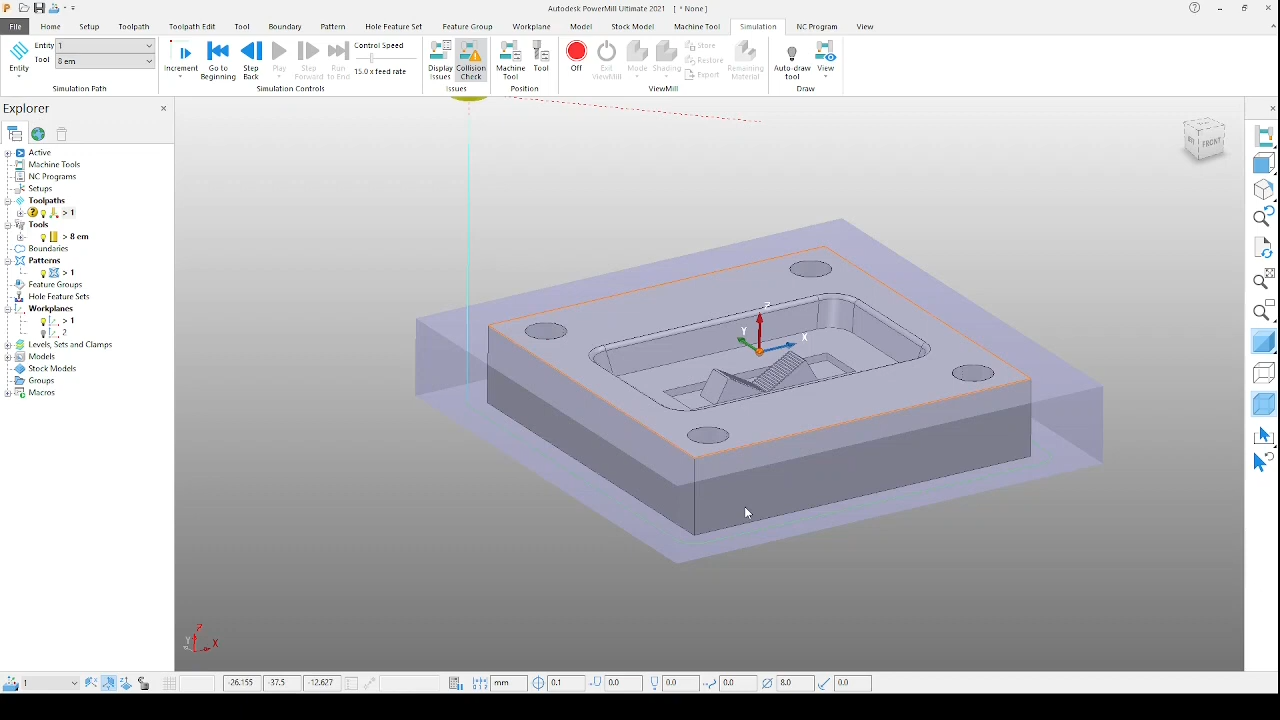 Autodesk PowerMill Ultimate 2021 [ * None ]
File Home Setup Toolpath Toolpath Edit Tool Boundary Pattern Hole Feature Set Feature Group Workplane Model Stock Model Machine Tool Simulation NC Program View
Entity 1
Tool 8 em
Entity
Simulation Path
Increment
Go to Beginning
Step Back
Play
Step Forward
Run to End
Control Speed
15.0 x feed rate
Simulation Controls
Display Issues
Collision Check
Issues
Machine Tool
Tool
Position
Off
Exit ViewMill
Mode
Shading
Store
Restore
Export
Remaining Material
ViewMill
Auto-draw tool
View
Draw
Explorer
Active
Machine Tools
NC Programs
Setups
Toolpaths
> 1
Tools
> 8 em
Boundaries
Patterns
> 1
Feature Groups
Hole Feature Sets
Workplanes
> 1
2
Levels, Sets and Clamps
Models
Stock Models
Groups
Macros
FRONT
Z
Y
X
Z
Y
X
1 -26.155 -37.5 -12.627 mm 0.1 0.0 0.0 0.0 8.0 0.0